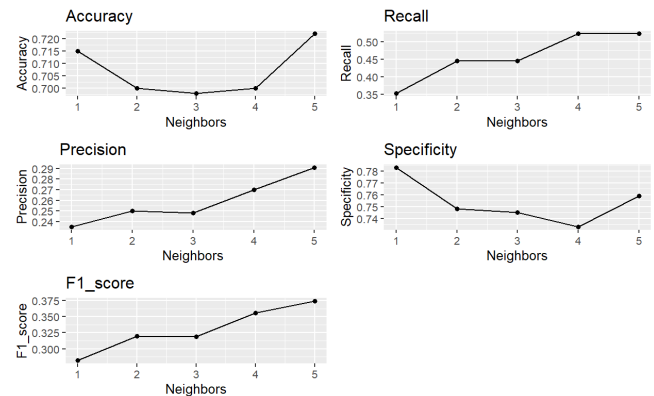 Accuracy
Accuracy
0.720
0.715
0.710
0.705
0.700
1 2 3 4 5
Neighbors
Recall
Recall
0.50
0.45
0.40
0.35
1 2 3 4 5
Neighbors
Precision
Precision
0.29
0.28
0.27
0.26
0.25
0.24
1 2 3 4 5
Neighbors
Specificity
Specificity
0.78
0.77
0.76
0.75
0.74
1 2 3 4 5
Neighbors
F1_score
F1_score
0.375
0.350
0.325
0.300
1 2 3 4 5
Neighbors